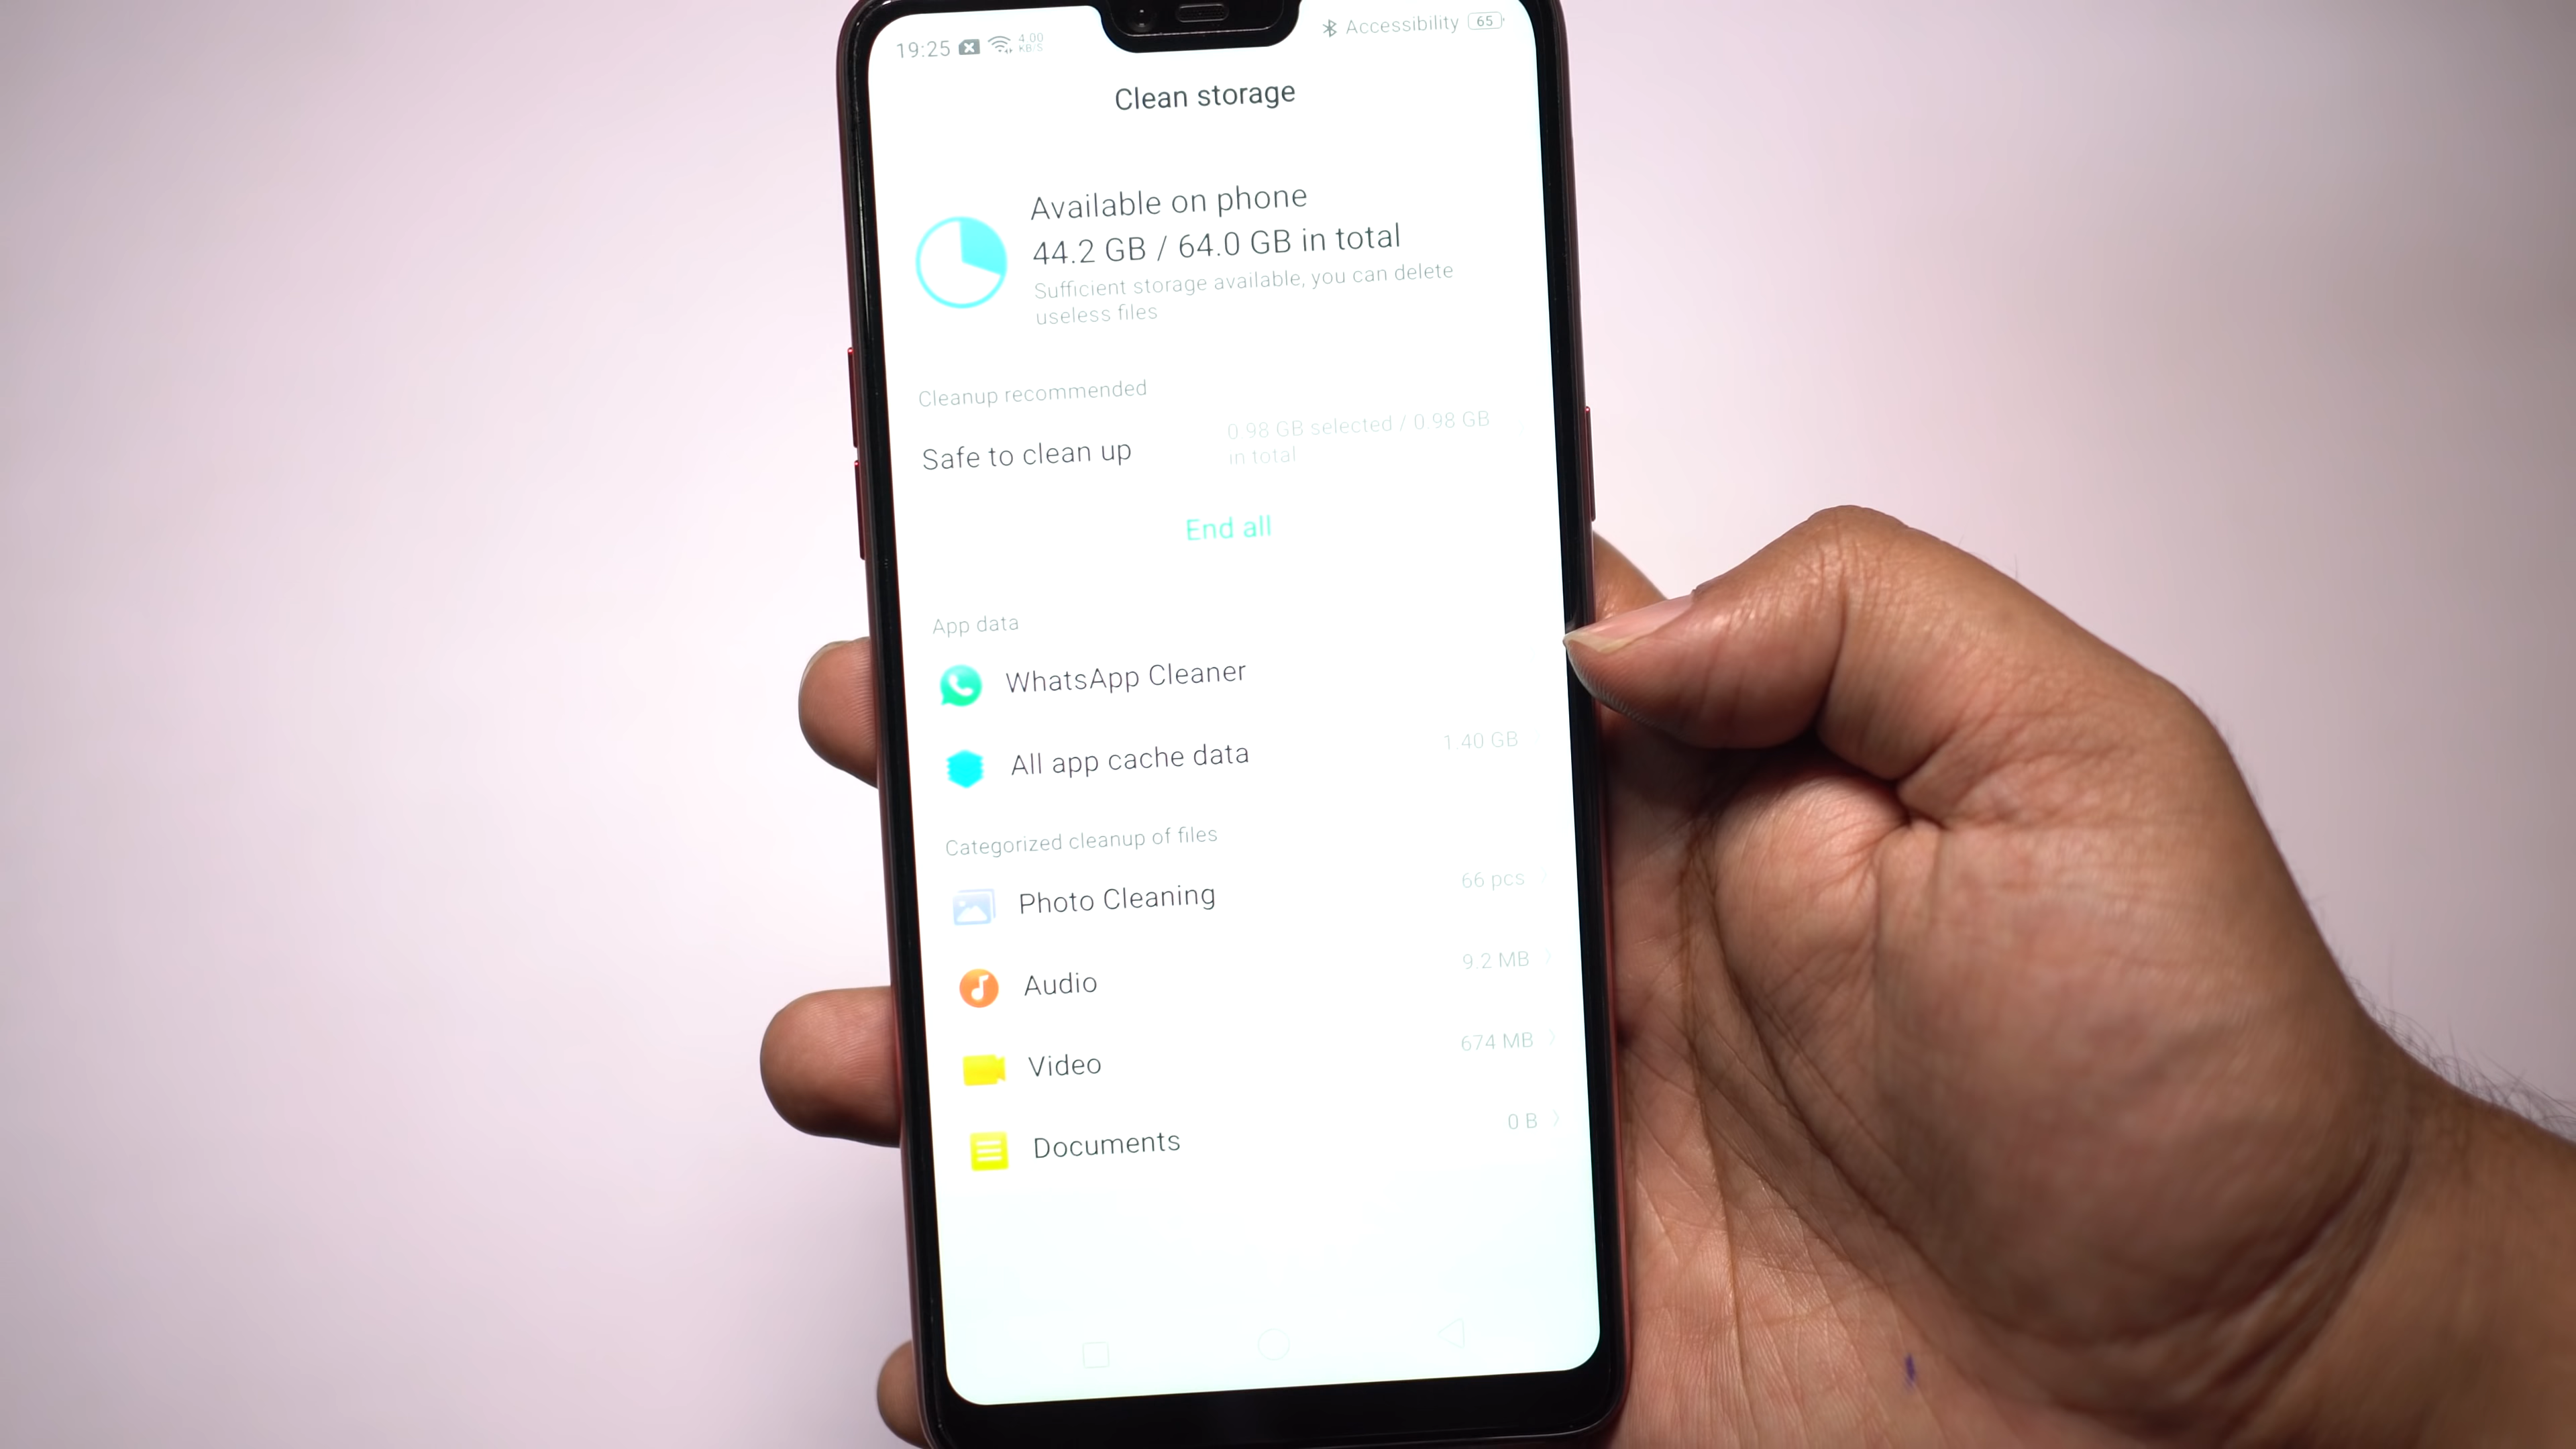 19:25 4.00 KB/S Accessibility 65
Clean storage
Available on phone
44.2 GB / 64.0 GB in total
Sufficient storage available, you can delete
useless files
Cleanup recommended
Safe to clean up
0.98 GB selected / 0.98 GB
in total
End all
App data
WhatsApp Cleaner
All app cache data 1.40 GB
Categorized cleanup of files
Photo Cleaning 66 pcs
Audio 9.2 MB
Video 674 MB
Documents 0 B